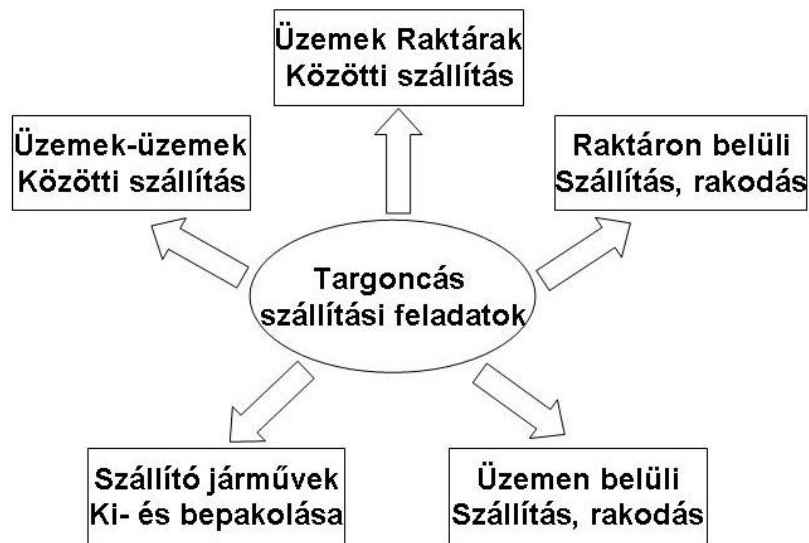 Üzemek Raktárak
Közötti szállítás
Üzemek-üzemek
Közötti szállítás
Raktáron belüli
Szállítás, rakodás
Targoncás
szállítási feladatok
Szállító járművek
Ki- és bepakolása
Üzemen belüli
Szállítás, rakodás